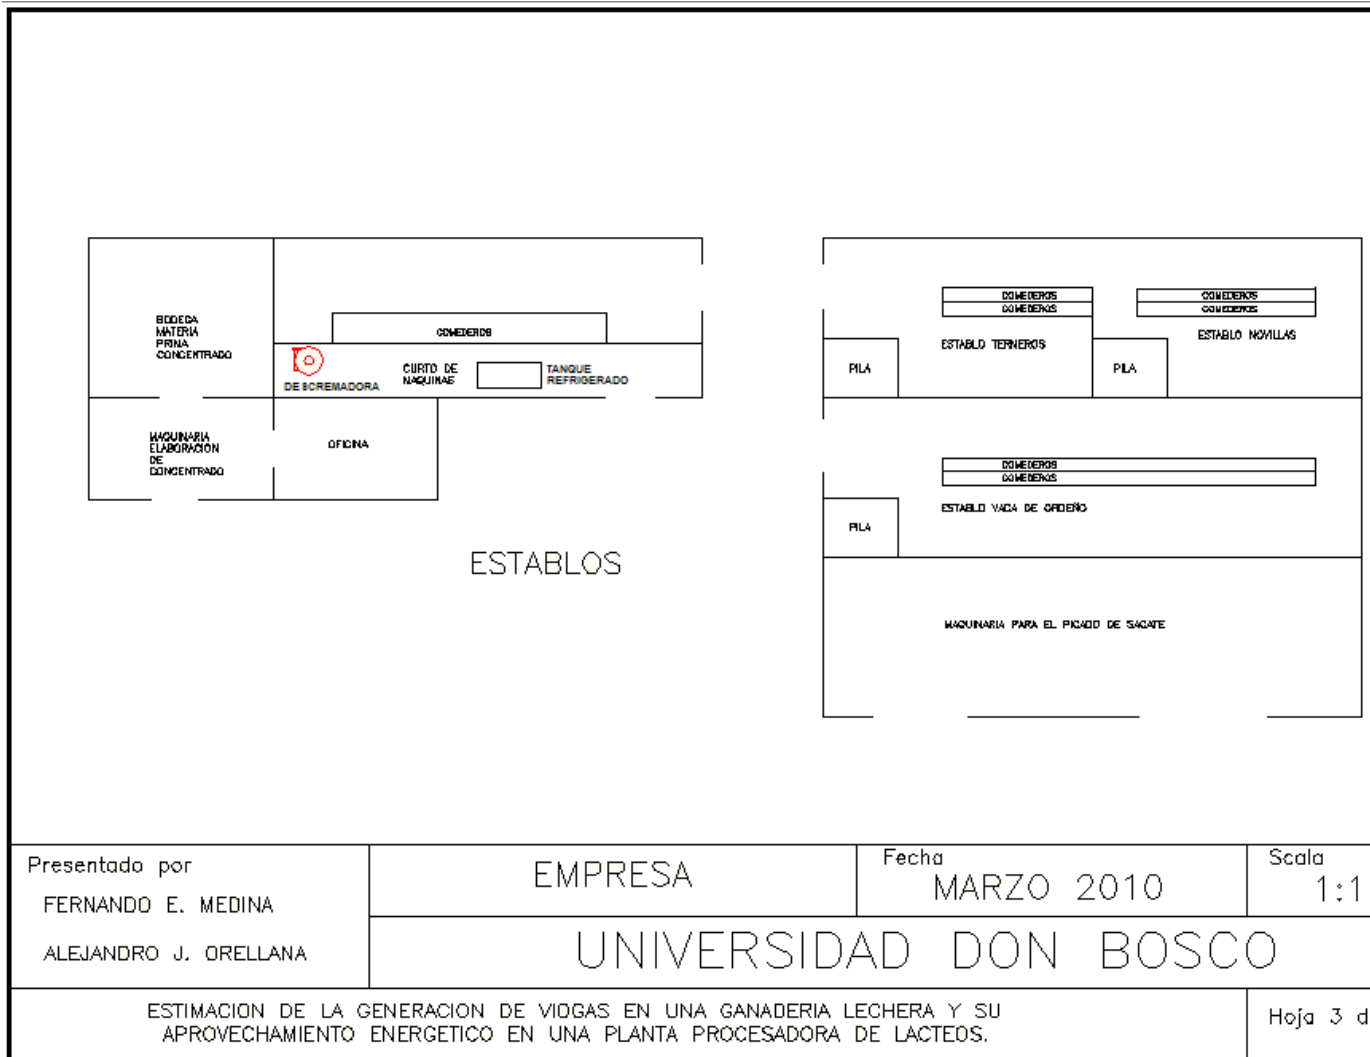 BODEGA
MATERIA
PRINA
CONCENTRADO
COMEDEROS
DESCREMADORA
CURTO DE
NAQUINAS
TANQUE
REFRIGERADO
MAQUINARIA
ELABORACION
DE
CONCENTRADO
OFICINA
ESTABLOS
COMEDEROS
COMEDEROS
ESTABLO TERNEROS
COMEDEROS
COMEDEROS
ESTABLO NOVILLAS
PILA
PILA
COMEDEROS
COMEDEROS
ESTABLO VACA DE ORDEÑO
PILA
MAQUINARIA PARA EL PICADO DE SACATE
Presentado por
FERNANDO E. MEDINA
ALEJANDRO J. ORELLANA
EMPRESA
Fecha
MARZO 2010
Scala
1:1
UNIVERSIDAD DON BOSCO
ESTIMACION DE LA GENERACION DE VIOGAS EN UNA GANADERIA LECHERA Y SU
APROVECHAMIENTO ENERGETICO EN UNA PLANTA PROCESADORA DE LACTEOS.
Hoja 3 d